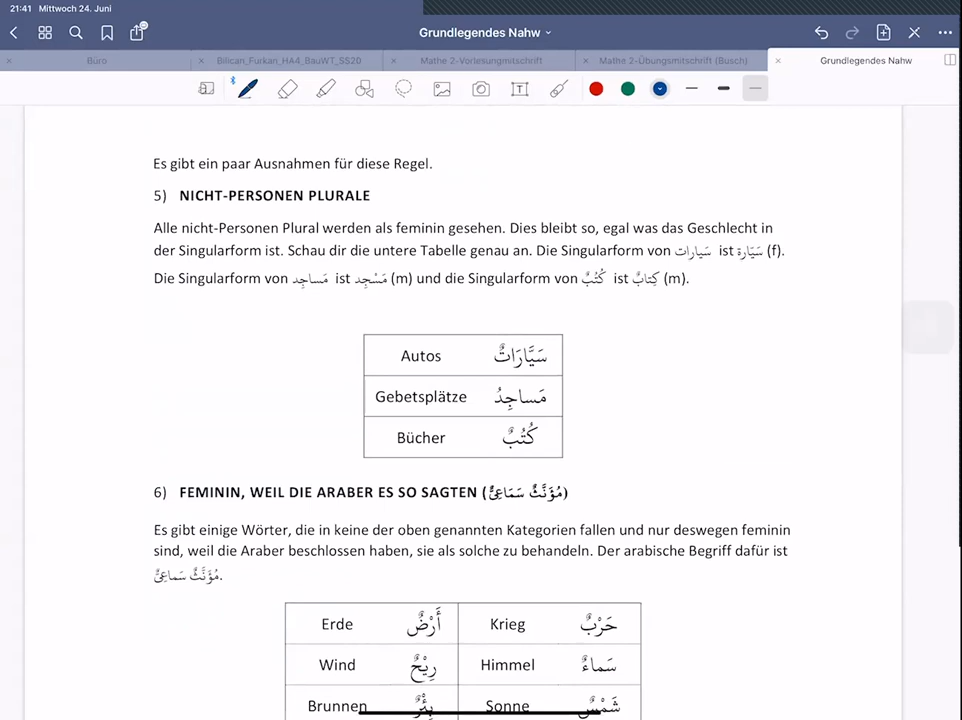 21:41 Mittwoch 24. Juni
Grundlegendes Nahw
Büro
Bilican_Furkan_HA4_BauWT_SS20
Mathe 2-Vorlesungmitschrift
Mathe 2-Übungsmitschrift (Busch)
Grundlegendes Nahw
Es gibt ein paar Ausnahmen für diese Regel.
5) NICHT-PERSONEN PLURALE
Alle nicht-Personen Plural werden als feminin gesehen. Dies bleibt so, egal was das Geschlecht in
der Singularform ist. Schau dir die untere Tabelle genau an. Die Singularform von سَيارات ist سَيّارة (f).
Die Singularform von مَساجِد ist مَسْجِد (m) und die Singularform von كُتُبٌ ist كِتابٌ (m).
Autos سَيَّارَاتٌ
Gebetsplätze مَساجِدُ
Bücher كُتُبٌ
6) FEMININ, WEIL DIE ARABER ES SO SAGTEN (مُؤَنَّثٌ سَمَاعِيٌّ)
Es gibt einige Wörter, die in keine der oben genannten Kategorien fallen und nur deswegen feminin
sind, weil die Araber beschlossen haben, sie als solche zu behandeln. Der arabische Begriff dafür ist
مُؤَنَّثٌ سَماعِيٌّ.
Erde أَرْضٌ Krieg حَرْبٌ
Wind رِيْحٌ Himmel سَماءٌ
Brunnen بِئْرٌ Sonne شَمْسٌ